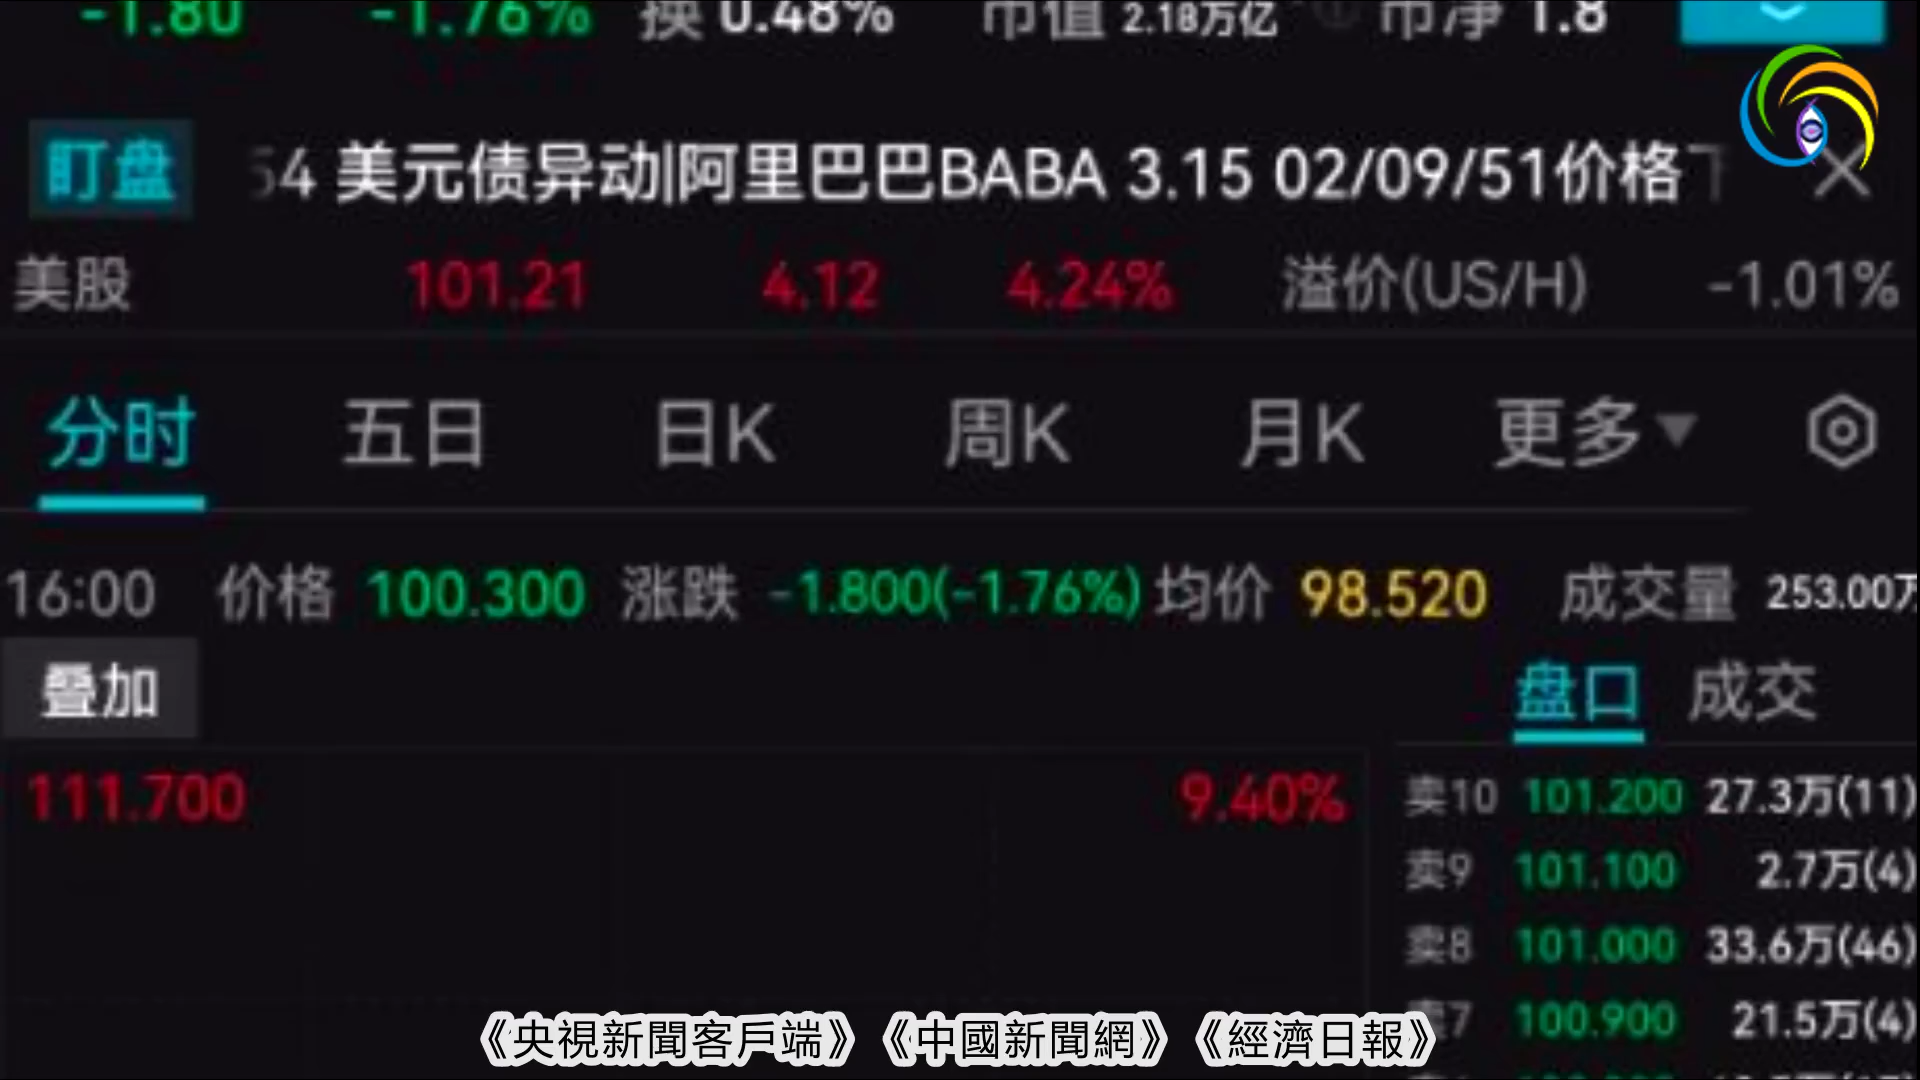 -1.80 -1.76% 换 0.48% 市值 2.18万亿 市净 1.8
盯盘 54 美元债异动|阿里巴巴BABA 3.15 02/09/51价格下
美股 101.21 4.12 4.24% 溢价(US/H) -1.01%
分时 五日 日K 周K 月K 更多
16:00 价格 100.300 涨跌 -1.800(-1.76%) 均价 98.520 成交量 253.00万
叠加 盘口 成交
111.700 9.40% 卖10 101.200 27.3万(11)
卖9 101.100 2.7万(4)
卖8 101.000 33.6万(46)
卖7 100.900 21.5万(4)
《央視新聞客戶端》《中國新聞網》《經濟日報》